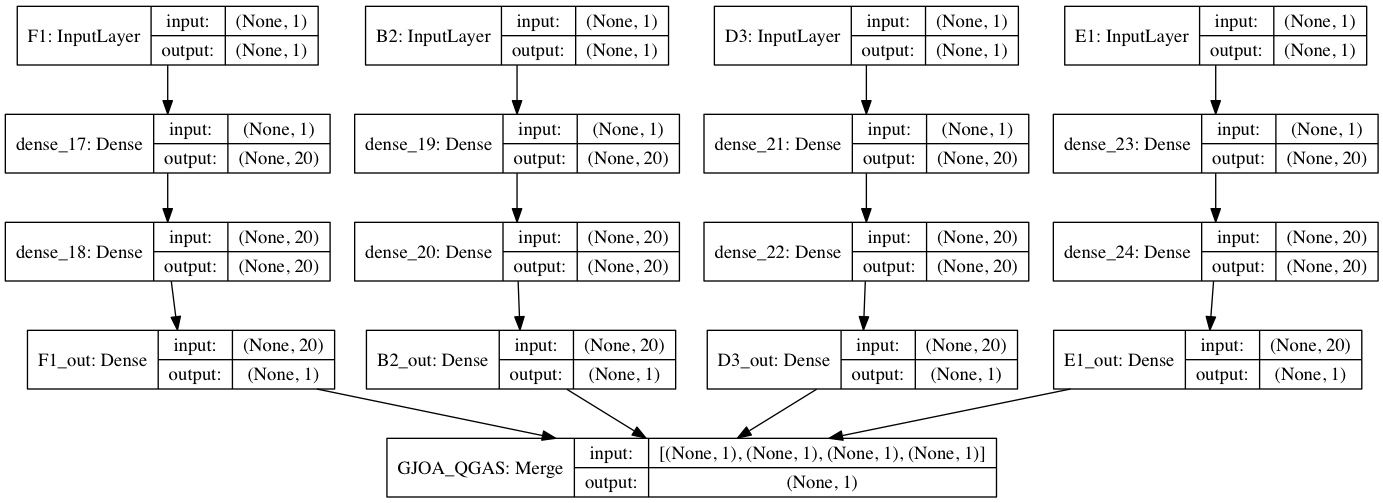 F1: InputLayer input: (None, 1) output: (None, 1)
B2: InputLayer input: (None, 1) output: (None, 1)
D3: InputLayer input: (None, 1) output: (None, 1)
E1: InputLayer input: (None, 1) output: (None, 1)
dense_17: Dense input: (None, 1) output: (None, 20)
dense_19: Dense input: (None, 1) output: (None, 20)
dense_21: Dense input: (None, 1) output: (None, 20)
dense_23: Dense input: (None, 1) output: (None, 20)
dense_18: Dense input: (None, 20) output: (None, 20)
dense_20: Dense input: (None, 20) output: (None, 20)
dense_22: Dense input: (None, 20) output: (None, 20)
dense_24: Dense input: (None, 20) output: (None, 20)
F1_out: Dense input: (None, 20) output: (None, 1)
B2_out: Dense input: (None, 20) output: (None, 1)
D3_out: Dense input: (None, 20) output: (None, 1)
E1_out: Dense input: (None, 20) output: (None, 1)
GJOA_QGAS: Merge input: [(None, 1), (None, 1), (None, 1), (None, 1)] output: (None, 1)